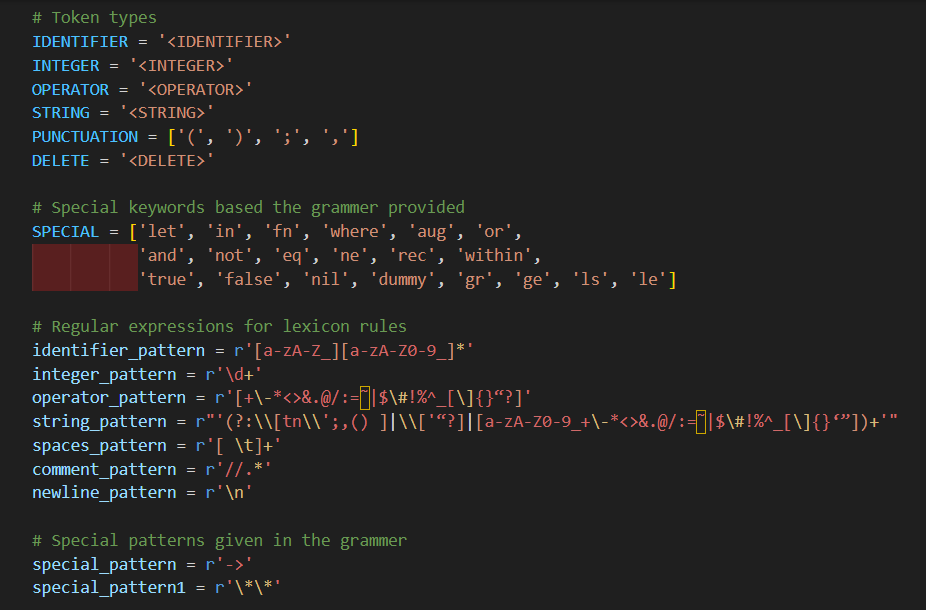 # Token types
IDENTIFIER = '<IDENTIFIER>'
INTEGER = '<INTEGER>'
OPERATOR = '<OPERATOR>'
STRING = '<STRING>'
PUNCTUATION = ['(', ')', ';', ',']
DELETE = '<DELETE>'
# Special keywords based the grammer provided
SPECIAL = ['let', 'in', 'fn', 'where', 'aug', 'or',
'and', 'not', 'eq', 'ne', 'rec', 'within',
'true', 'false', 'nil', 'dummy', 'gr', 'ge', 'ls', 'le']
# Regular expressions for lexicon rules
identifier_pattern = r'[a-zA-Z_][a-zA-Z0-9_]*'
integer_pattern = r'\d+'
operator_pattern = r'[+\-*<>&.@/:=˜|$\#!%^_[\]{}“?]'
string_pattern = r"'(?:\\[tn\\';,() ]|\\['“?]|[a-zA-Z0-9_+\-*<>&.@/:=˜|$\#!%^_[\]{}‘”])+'"
spaces_pattern = r'[ \t]+'
comment_pattern = r'//.*'
newline_pattern = r'\n'
# Special patterns given in the grammer
special_pattern = r'->'
special_pattern1 = r'\*\*'